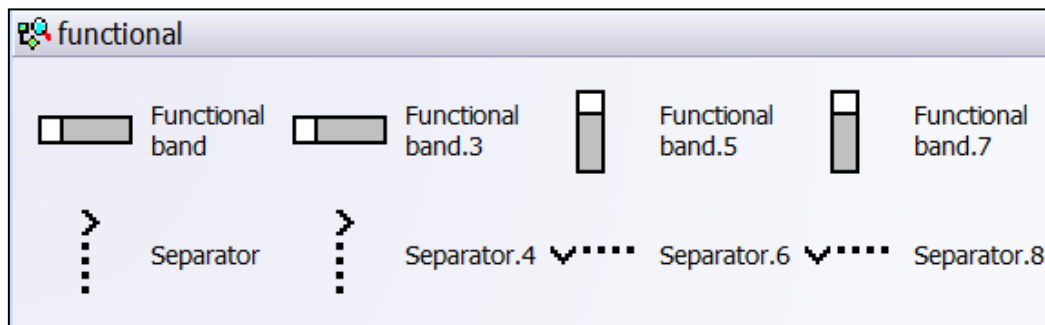 functional
Functional
band
Functional
band.3
Functional
band.5
Functional
band.7
Separator
Separator.4
Separator.6
Separator.8